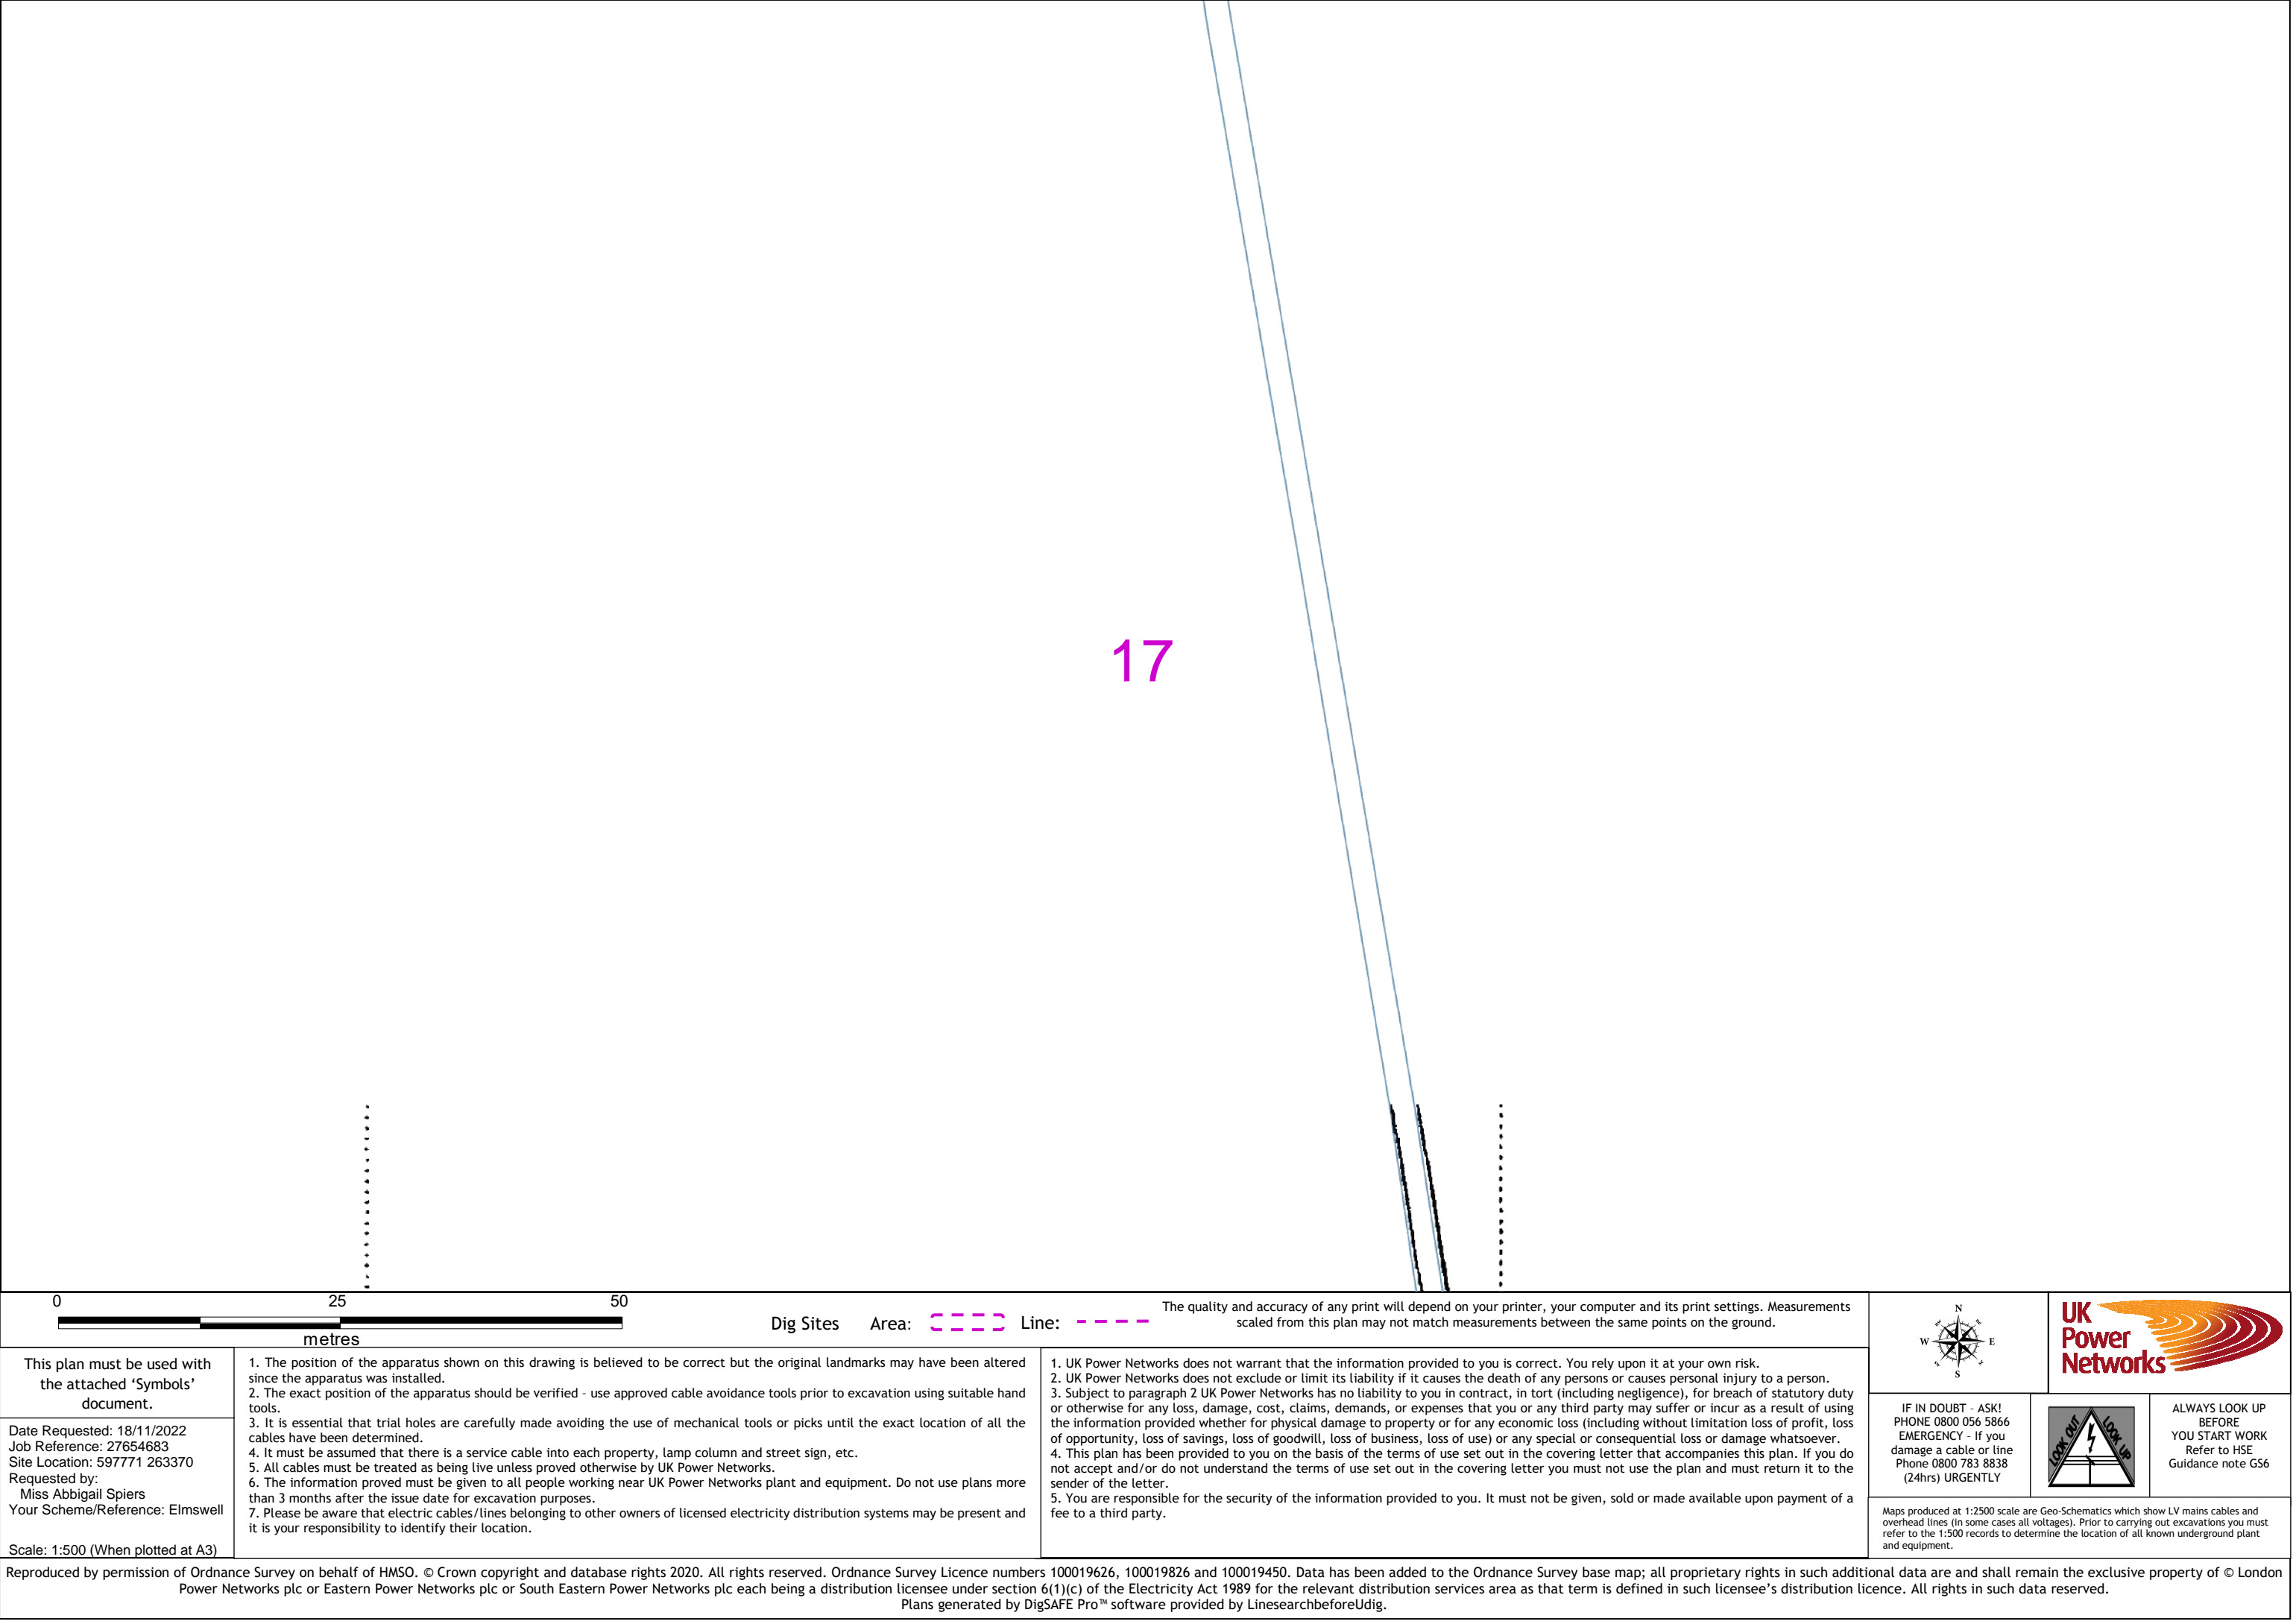 17
0 25 50
metres
Dig Sites Area: Line:
The quality and accuracy of any print will depend on your printer, your computer and its print settings. Measurements
scaled from this plan may not match measurements between the same points on the ground.
N
W E
S
UK
Power
Networks
This plan must be used with
the attached ‘Symbols’
document.
Date Requested: 18/11/2022
Job Reference: 27654683
Site Location: 597771 263370
Requested by:
Miss Abbigail Spiers
Your Scheme/Reference: Elmswell
Scale: 1:500 (When plotted at A3)
1. The position of the apparatus shown on this drawing is believed to be correct but the original landmarks may have been altered
since the apparatus was installed.
2. The exact position of the apparatus should be verified - use approved cable avoidance tools prior to excavation using suitable hand
tools.
3. It is essential that trial holes are carefully made avoiding the use of mechanical tools or picks until the exact location of all the
cables have been determined.
4. It must be assumed that there is a service cable into each property, lamp column and street sign, etc.
5. All cables must be treated as being live unless proved otherwise by UK Power Networks.
6. The information proved must be given to all people working near UK Power Networks plant and equipment. Do not use plans more
than 3 months after the issue date for excavation purposes.
7. Please be aware that electric cables/lines belonging to other owners of licensed electricity distribution systems may be present and
it is your responsibility to identify their location.
1. UK Power Networks does not warrant that the information provided to you is correct. You rely upon it at your own risk.
2. UK Power Networks does not exclude or limit its liability if it causes the death of any persons or causes personal injury to a person.
3. Subject to paragraph 2 UK Power Networks has no liability to you in contract, in tort (including negligence), for breach of statutory duty
or otherwise for any loss, damage, cost, claims, demands, or expenses that you or any third party may suffer or incur as a result of using
the information provided whether for physical damage to property or for any economic loss (including without limitation loss of profit, loss
of opportunity, loss of savings, loss of goodwill, loss of business, loss of use) or any special or consequential loss or damage whatsoever.
4. This plan has been provided to you on the basis of the terms of use set out in the covering letter that accompanies this plan. If you do
not accept and/or do not understand the terms of use set out in the covering letter you must not use the plan and must return it to the
sender of the letter.
5. You are responsible for the security of the information provided to you. It must not be given, sold or made available upon payment of a
fee to a third party.
IF IN DOUBT - ASK!
PHONE 0800 056 5866
EMERGENCY - If you
damage a cable or line
Phone 0800 783 8838
(24hrs) URGENTLY
LOOK OUT LOOK UP
ALWAYS LOOK UP
BEFORE
YOU START WORK
Refer to HSE
Guidance note GS6
Maps produced at 1:2500 scale are Geo-Schematics which show LV mains cables and
overhead lines (in some cases all voltages). Prior to carrying out excavations you must
refer to the 1:500 records to determine the location of all known underground plant
and equipment.
Reproduced by permission of Ordnance Survey on behalf of HMSO. © Crown copyright and database rights 2020. All rights reserved. Ordnance Survey Licence numbers 100019626, 100019826 and 100019450. Data has been added to the Ordnance Survey base map; all proprietary rights in such additional data are and shall remain the exclusive property of © London
Power Networks plc or Eastern Power Networks plc or South Eastern Power Networks plc each being a distribution licensee under section 6(1)(c) of the Electricity Act 1989 for the relevant distribution services area as that term is defined in such licensee’s distribution licence. All rights in such data reserved.
Plans generated by DigSAFE Pro™ software provided by LinesearchbeforeUdig.